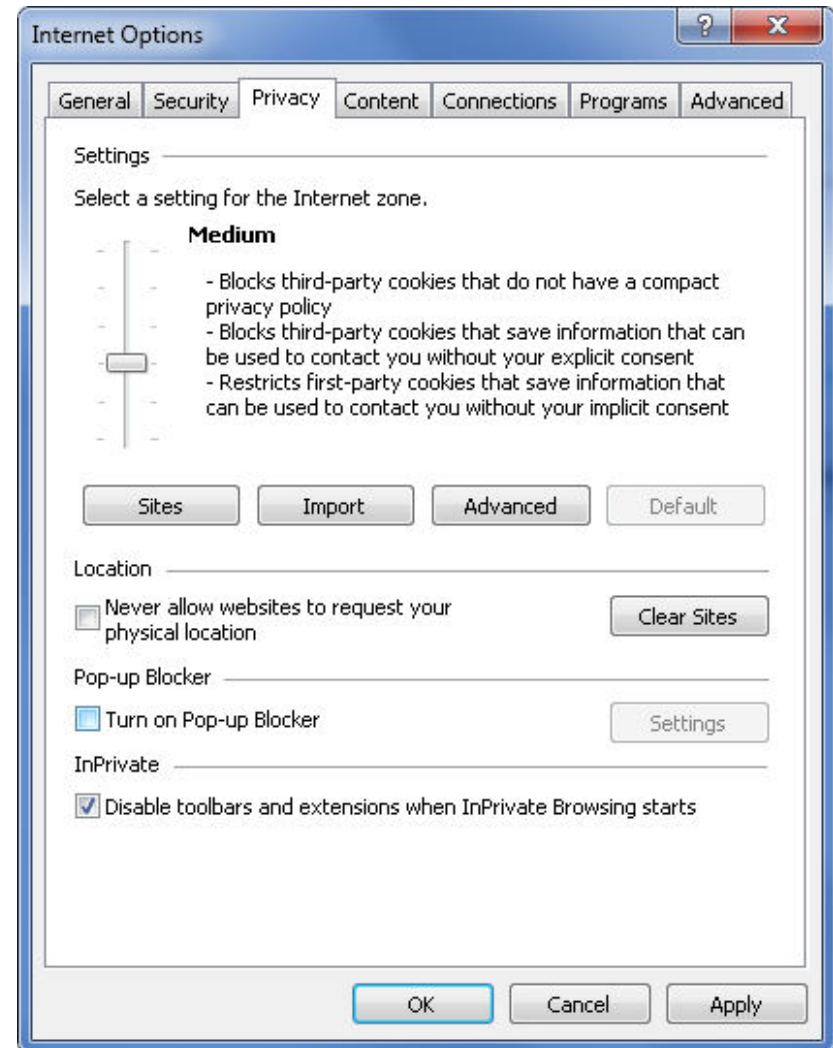 Internet Options
?
General Security Privacy Content Connections Programs Advanced
Settings
Select a setting for the Internet zone.
Medium
- Blocks third-party cookies that do not have a compact
privacy policy
- Blocks third-party cookies that save information that can
be used to contact you without your explicit consent
- Restricts first-party cookies that save information that
can be used to contact you without your implicit consent
Sites Import Advanced Default
Location
Never allow websites to request your
physical location
Clear Sites
Pop-up Blocker
Turn on Pop-up Blocker Settings
InPrivate
Disable toolbars and extensions when InPrivate Browsing starts
OK Cancel Apply